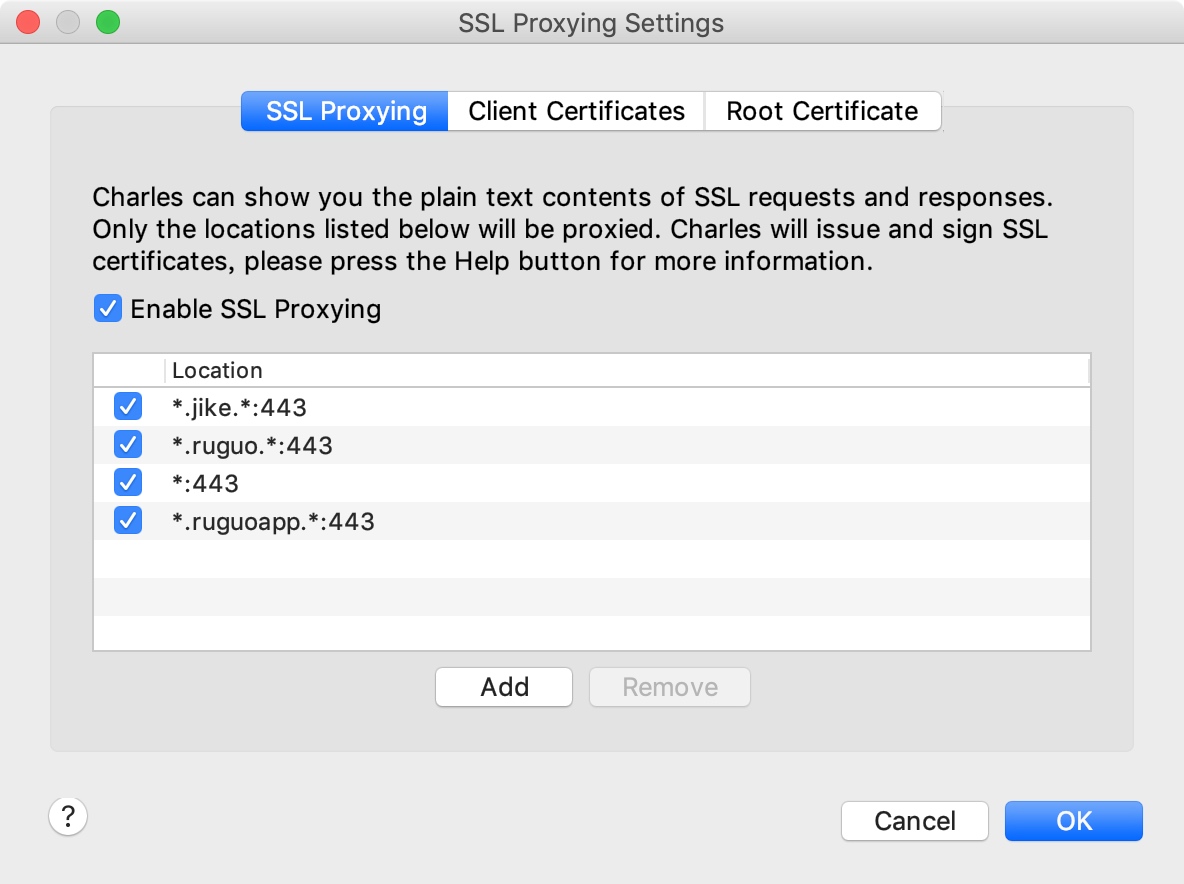 SSL Proxying Settings
SSL Proxying
Client Certificates
Root Certificate
Charles can show you the plain text contents of SSL requests and responses.
Only the locations listed below will be proxied. Charles will issue and sign SSL
certificates, please press the Help button for more information.
Enable SSL Proxying
Location
*.jike.*:443
*.ruguo.*:443
*:443
*.ruguoapp.*:443
Add
Remove
?
Cancel
OK